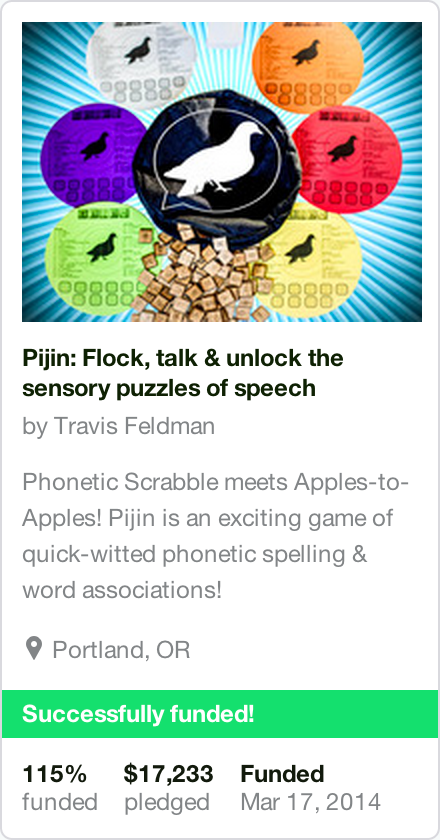 Pijin: Flock, talk & unlock the
sensory puzzles of speech
by Travis Feldman
Phonetic Scrabble meets Apples-to-
Apples! Pijin is an exciting game of
quick-witted phonetic spelling &
word associations!
Portland, OR
Successfully funded!
115% $17,233 Funded
funded pledged Mar 17, 2014